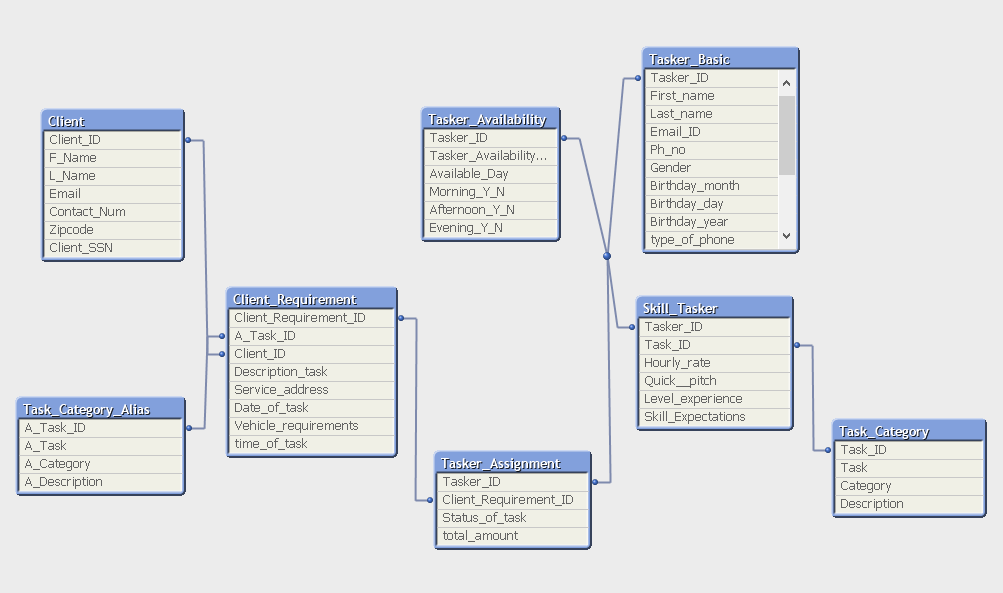 Client
Client_ID
F_Name
L_Name
Email
Contact_Num
Zipcode
Client_SSN
Tasker_Availability
Tasker_ID
Tasker_Availability...
Available_Day
Morning_Y_N
Afternoon_Y_N
Evening_Y_N
Tasker_Basic
Tasker_ID
First_name
Last_name
Email_ID
Ph_no
Gender
Birthday_month
Birthday_day
Birthday_year
type_of_phone
Client_Requirement
Client_Requirement_ID
A_Task_ID
Client_ID
Description_task
Service_address
Date_of_task
Vehicle_requirements
time_of_task
Skill_Tasker
Tasker_ID
Task_ID
Hourly_rate
Quick__pitch
Level_experience
Skill_Expectations
Task_Category_Alias
A_Task_ID
A_Task
A_Category
A_Description
Tasker_Assignment
Tasker_ID
Client_Requirement_ID
Status_of_task
total_amount
Task_Category
Task_ID
Task
Category
Description